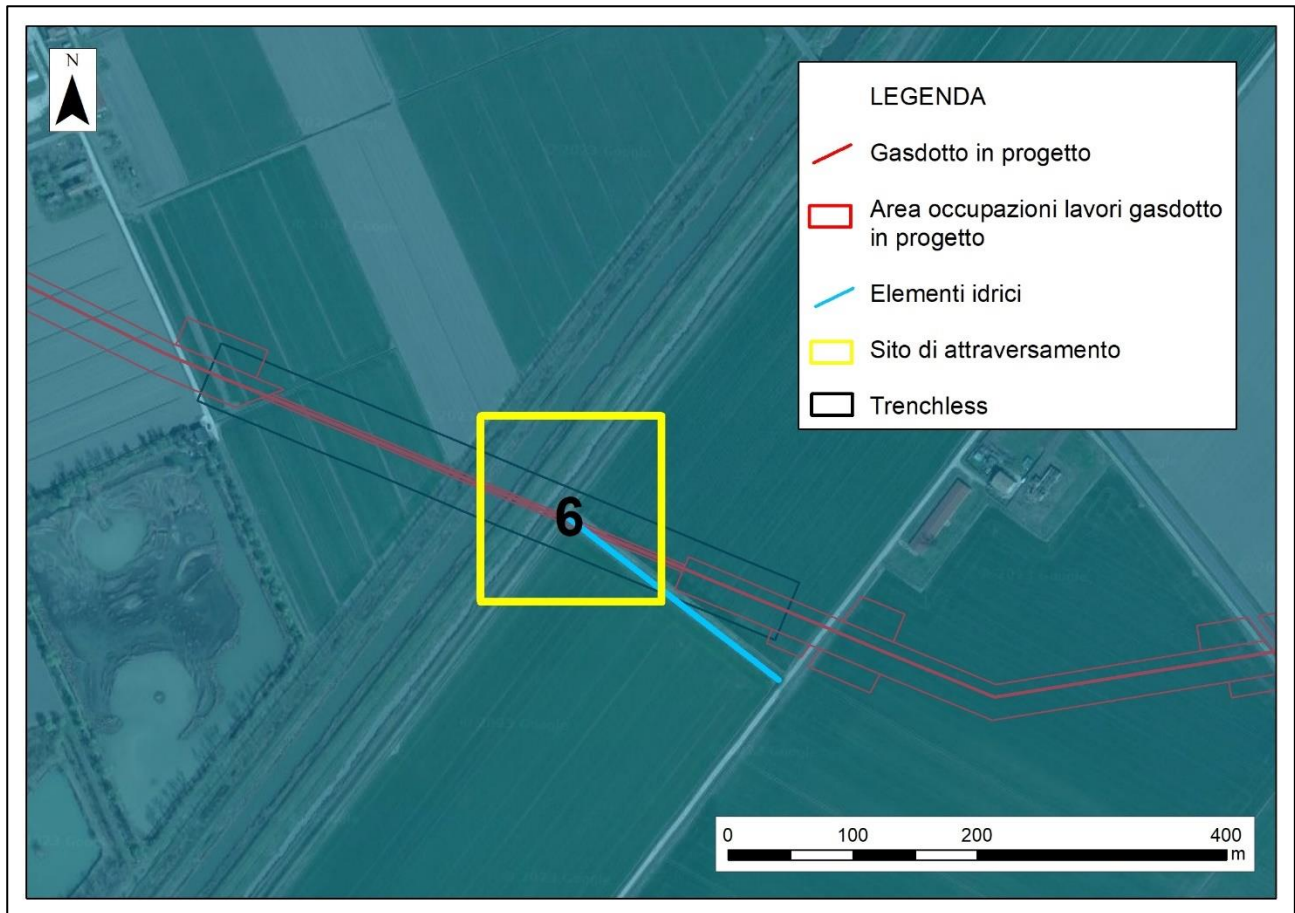 N
LEGENDA
Gasdotto in progetto
Area occupazioni lavori gasdotto
in progetto
Elementi idrici
Sito di attraversamento
Trenchless
6
0 100 200 400
m